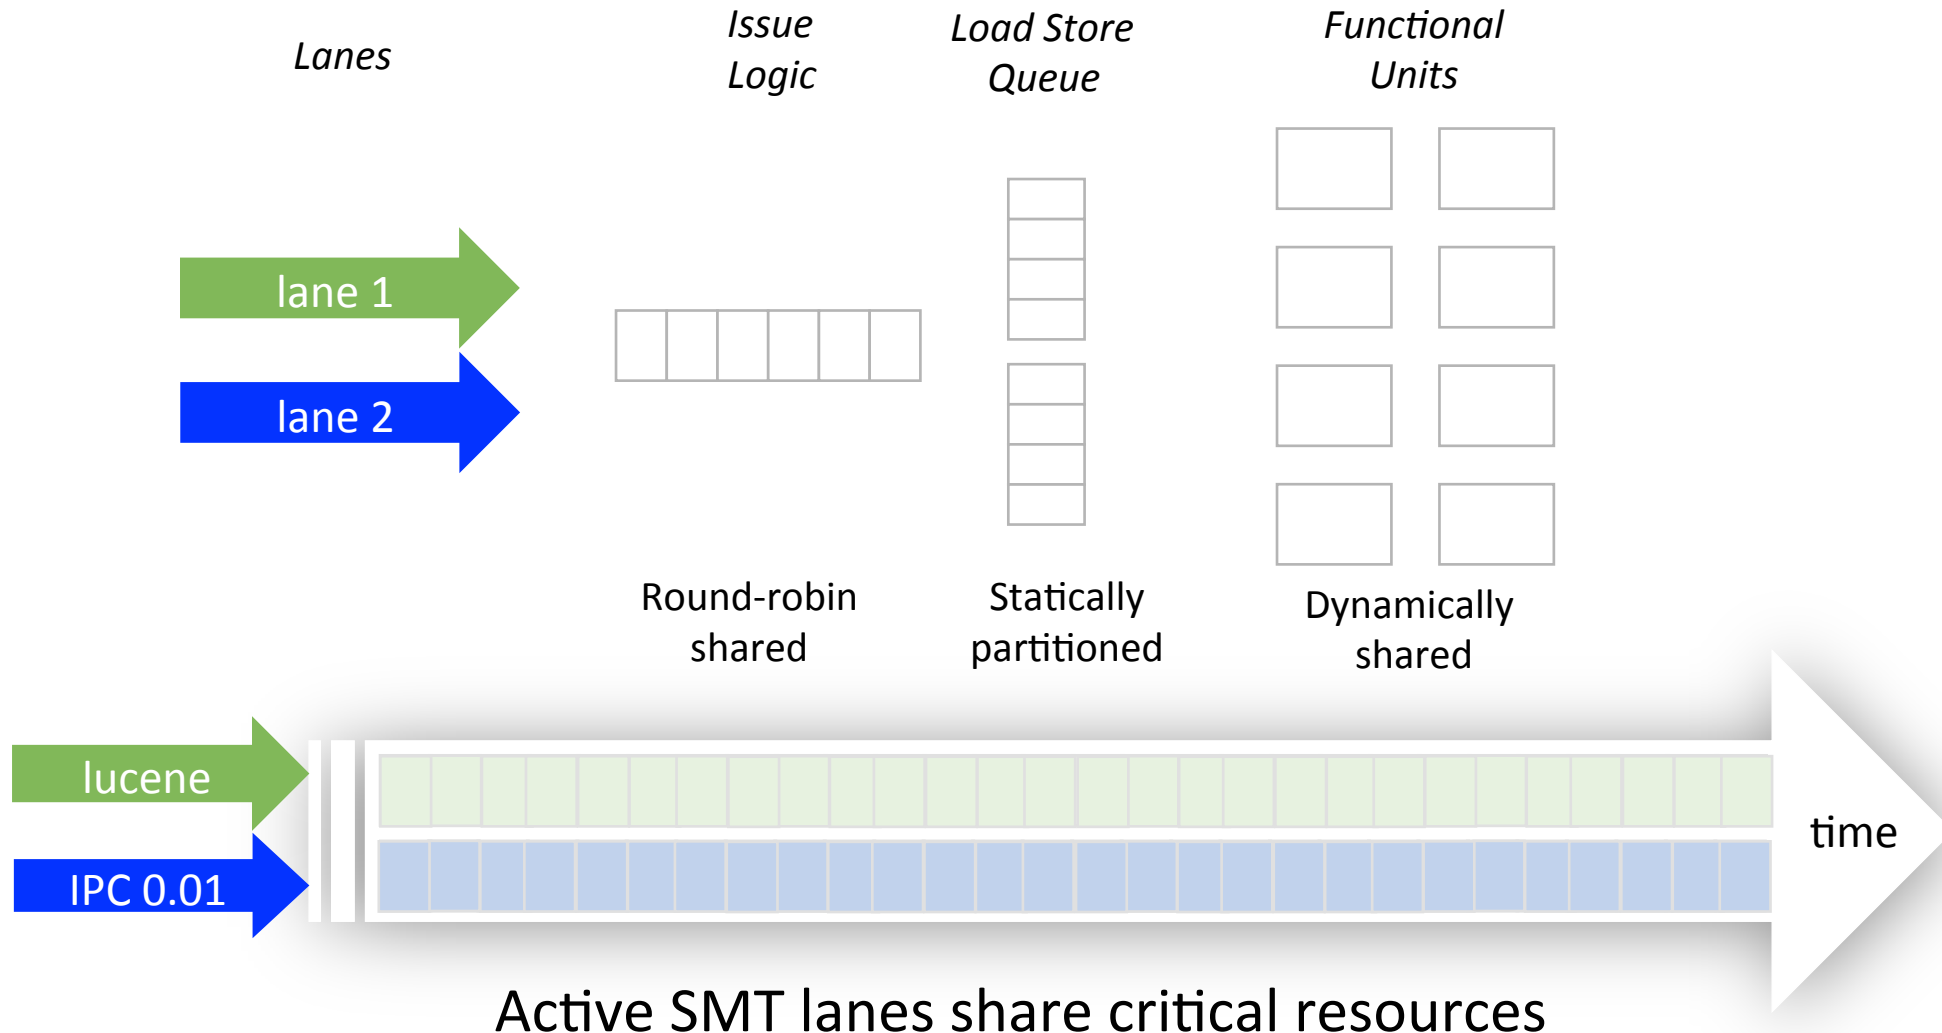 Lanes
Issue
Logic
Load Store
Queue
Functional
Units
lane 1
lane 2
Round-robin
shared
Statically
partitioned
Dynamically
shared
lucene
IPC 0.01
time
Active SMT lanes share critical resources